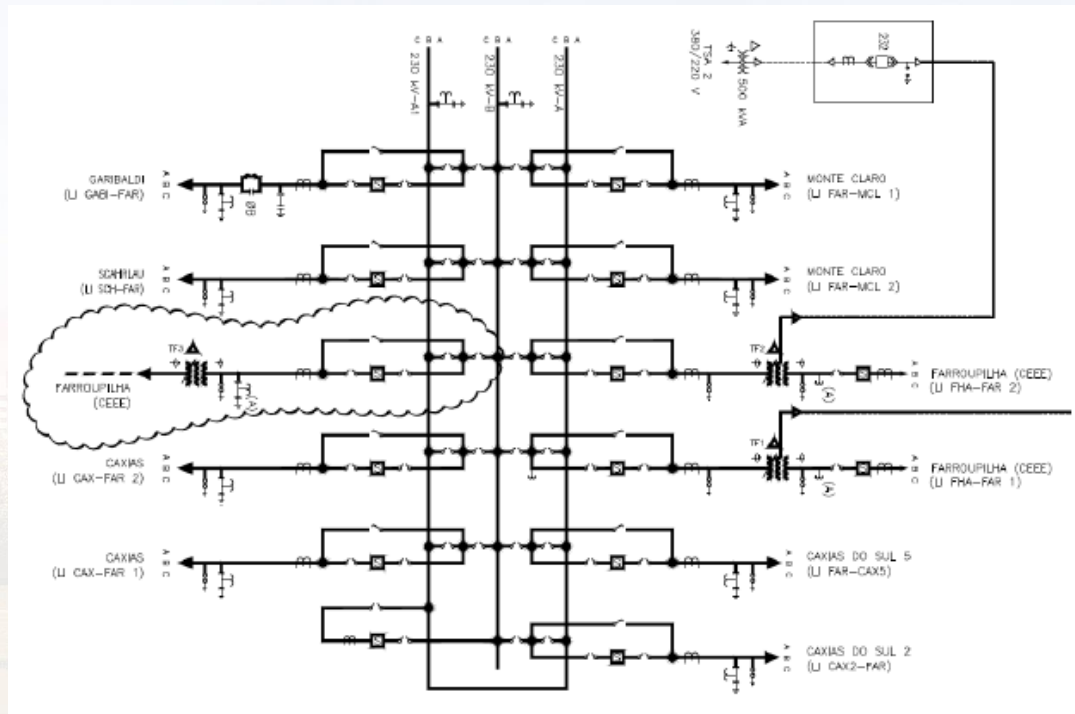 C B A
230 kV-A1
C B A
230 kV-B
C B A
230 kV-A
TSA 2
380/220 V
500 kVA
232
GARIBALDI
(LI GABI-FAR)
A B C
ØB
A B C
MONTE CLARO
(LI FAR-MCL 1)
SCAHRLAU
(LI SCH-FAR)
A B C
A B C
MONTE CLARO
(LI FAR-MCL 2)
TF3
FARROUPILHA
(CEEE)
(A)
TF2
(A)
A B C
FARROUPILHA (CEEE)
(LI FHA-FAR 2)
CAXIAS
(LI CAX-FAR 2)
A B C
TF1
(A)
A B C
FARROUPILHA (CEEE)
(LI FHA-FAR 1)
CAXIAS
(LI CAX-FAR 1)
A B C
A B C
CAXIAS DO SUL 5
(LI FAR-CAX5)
A B C
CAXIAS DO SUL 2
(LI CAX2-FAR)